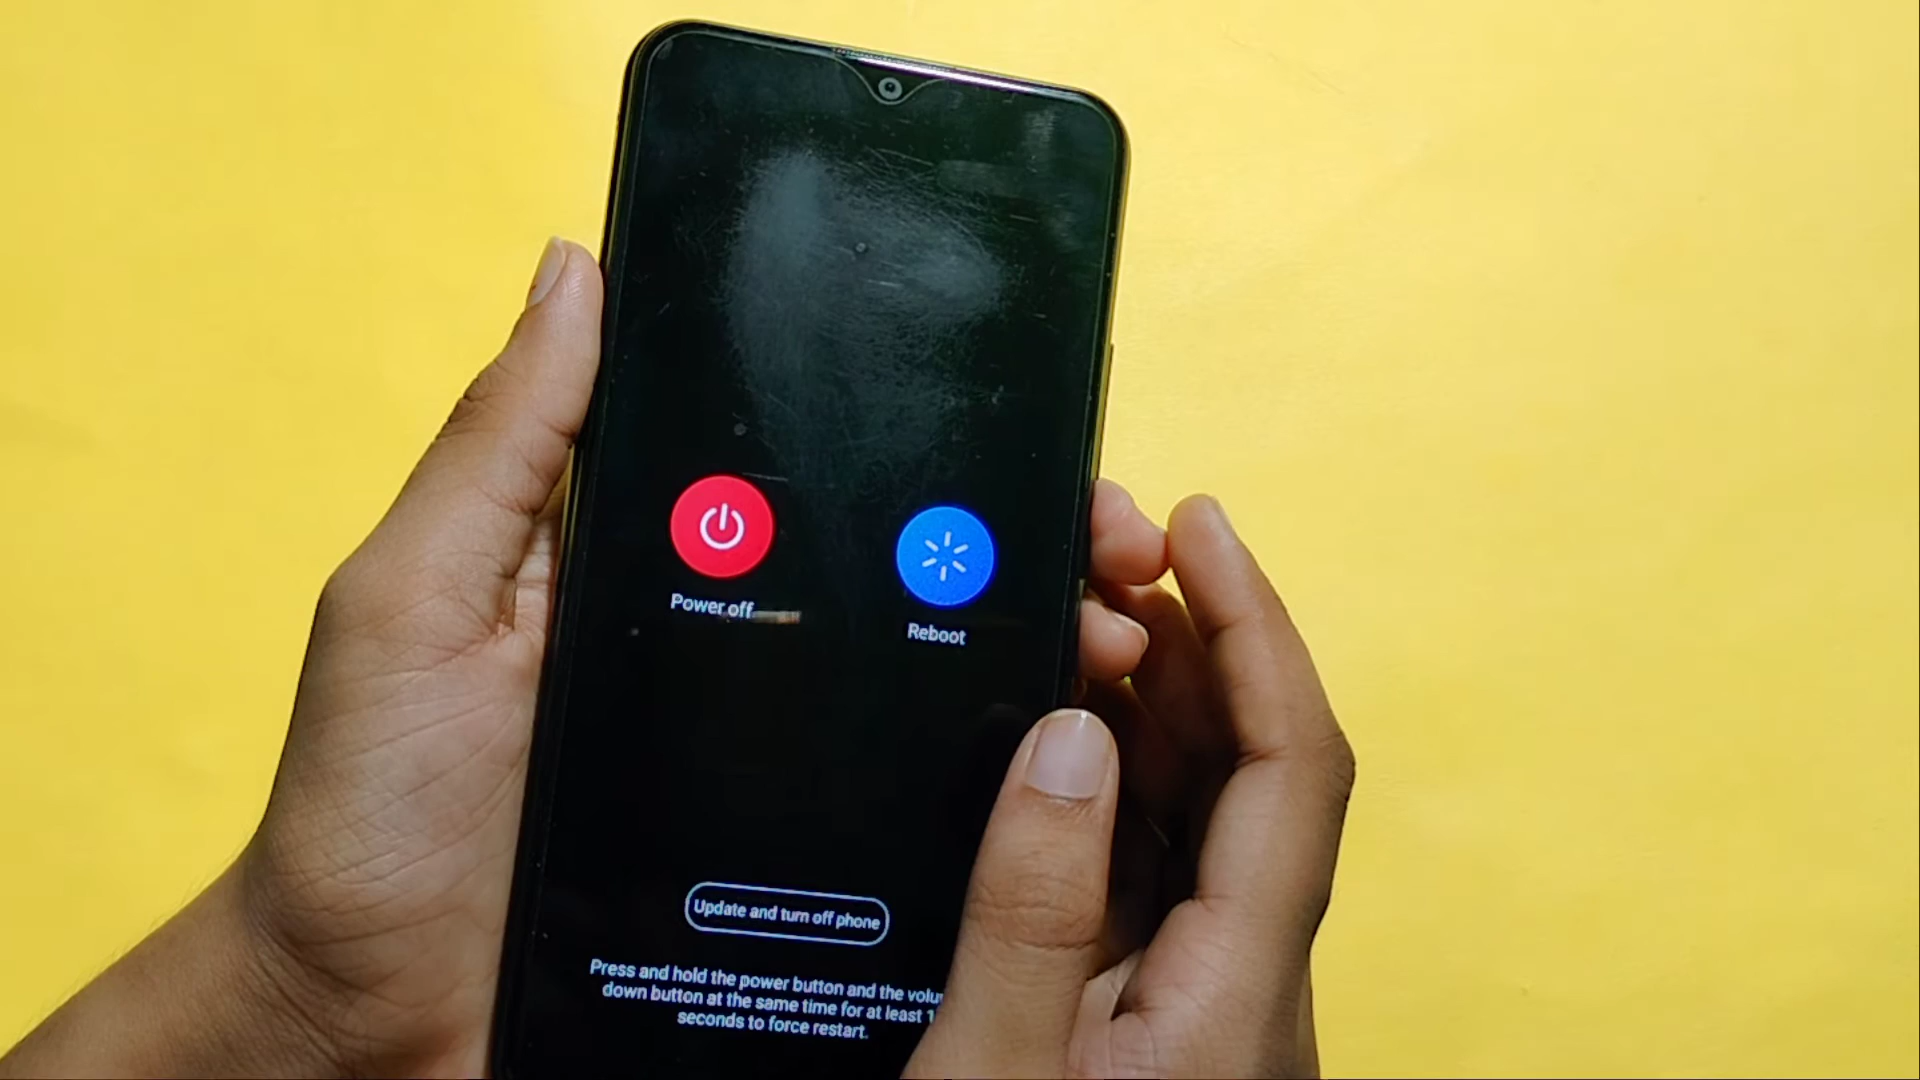 Power off
Reboot
Update and turn off phone
Press and hold the power button and the
down button at the same time for at least
seconds to force restart.